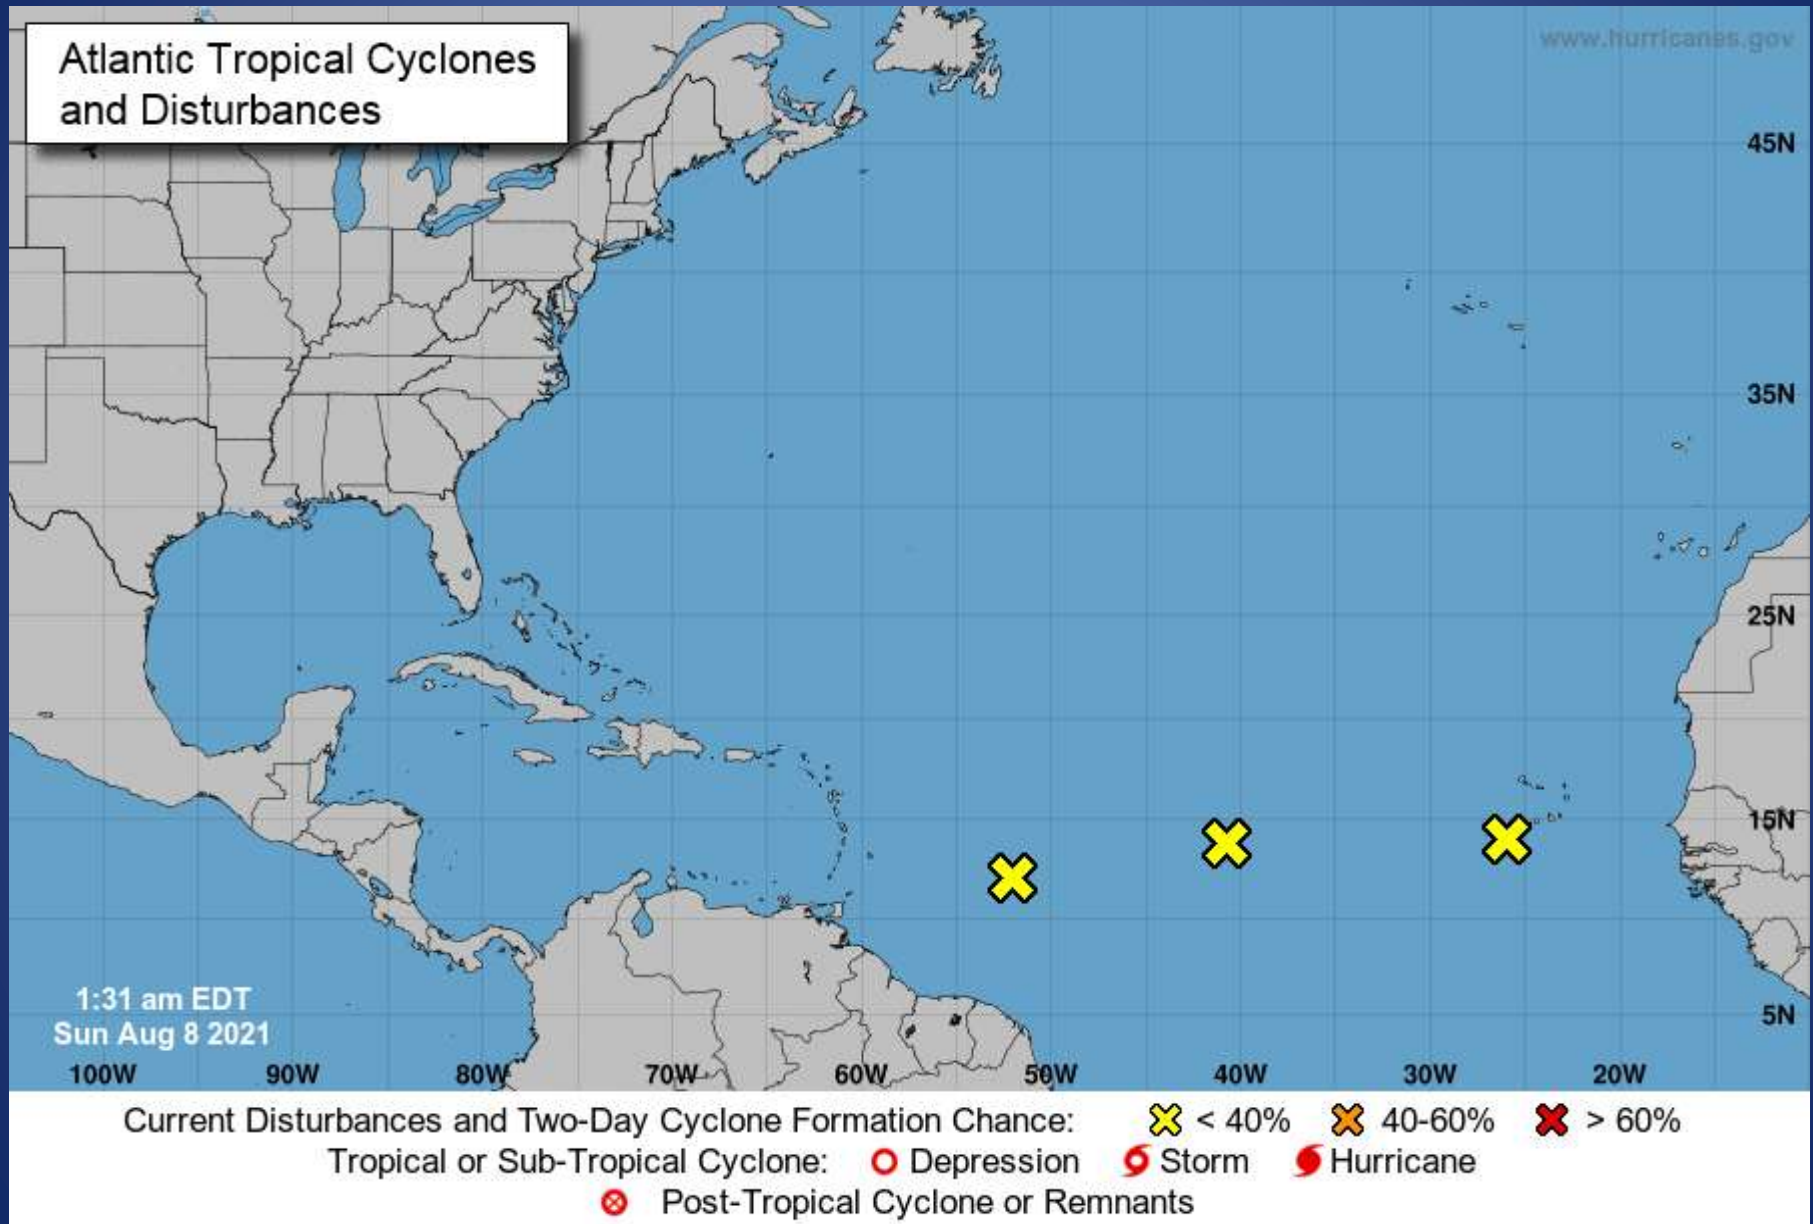 Atlantic Tropical Cyclones
and Disturbances
www.hurricanes.gov
45N
35N
25N
15N
5N
1:31 am EDT
Sun Aug 8 2021
100W 90W 80W 70W 60W 50W 40W 30W 20W
Current Disturbances and Two-Day Cyclone Formation Chance: < 40% 40-60% > 60%
Tropical or Sub-Tropical Cyclone: Depression Storm Hurricane
Post-Tropical Cyclone or Remnants